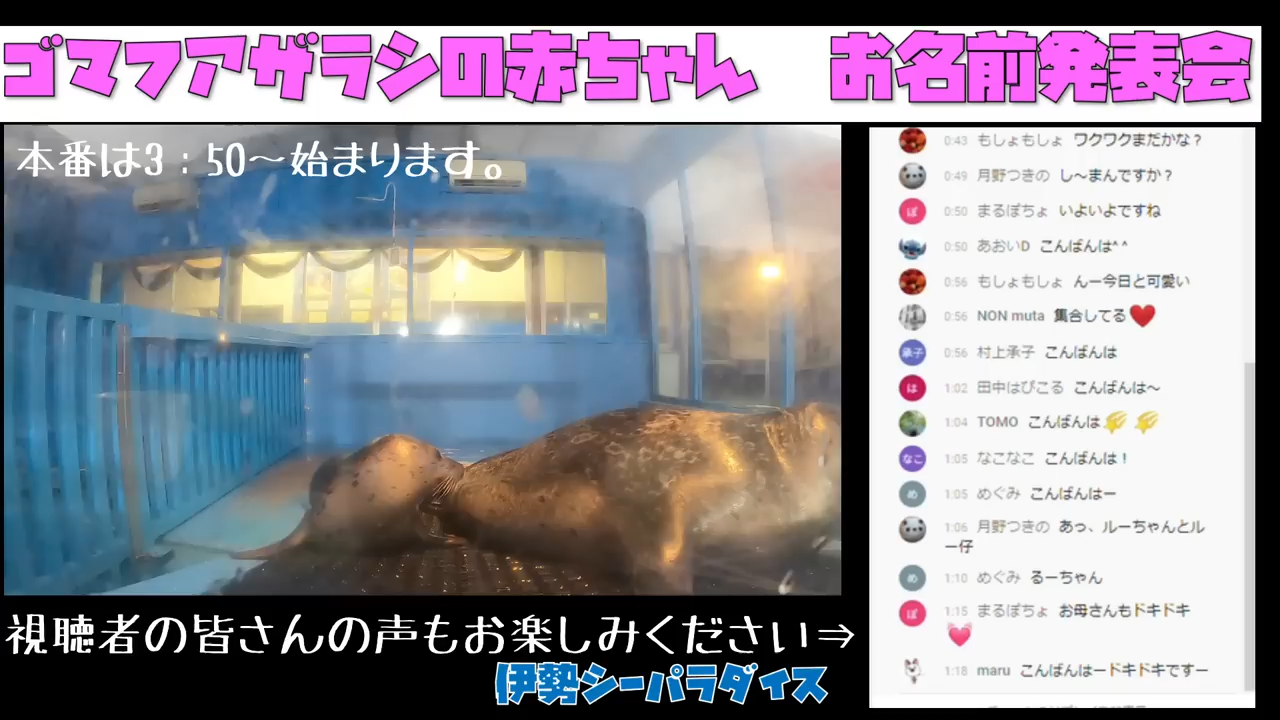 ゴマフアザラシの赤ちゃん　お名前発表会
本番は3：50〜始まります。
0:43 もしょもしょ ワクワクまだかな？
0:49 月野つきの し〜まんですか？
ぽ 0:50 まるぽちょ いよいよですね
0:50 あおいD こんばんは^ ^
0:56 もしょもしょ んー今日と可愛い
0:56 NON muta 集合してる❤
承子 0:56 村上承子 こんばんは
は 1:02 田中はぴこる こんばんは〜
1:04 TOMO こんばんは
なこ 1:05 なこなこ こんばんは！
め 1:05 めぐみ こんばんはー
1:06 月野つきの あっ、ルーちゃんとル
ー仔
め 1:10 めぐみ るーちゃん
ぽ 1:15 まるぽちょ お母さんもドキドキ
💓
1:18 maru こんばんはードキドキですー
視聴者の皆さんの声もお楽しみください⇒
伊勢シーパラダイス